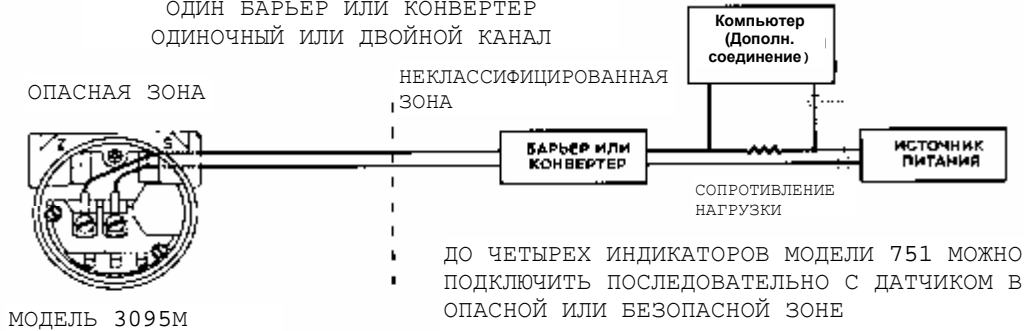 ОДИН БАРЬЕР ИЛИ КОНВЕРТЕР
ОДИНОЧНЫЙ ИЛИ ДВОЙНОЙ КАНАЛ
Компьютер
(Дополн.
соединение)
НЕКЛАССИФИЦИРОВАННАЯ
ЗОНА
ОПАСНАЯ ЗОНА
БАРЬЕР ИЛИ
КОНВЕРТЕР
ИСТОЧНИК
ПИТАНИЯ
СОПРОТИВЛЕНИЕ
НАГРУЗКИ
ДО ЧЕТЫРЕХ ИНДИКАТОРОВ МОДЕЛИ 751 МОЖНО
ПОДКЛЮЧИТЬ ПОСЛЕДОВАТЕЛЬНО С ДАТЧИКОМ В
ОПАСНОЙ ИЛИ БЕЗОПАСНОЙ ЗОНЕ
МОДЕЛЬ 3095М